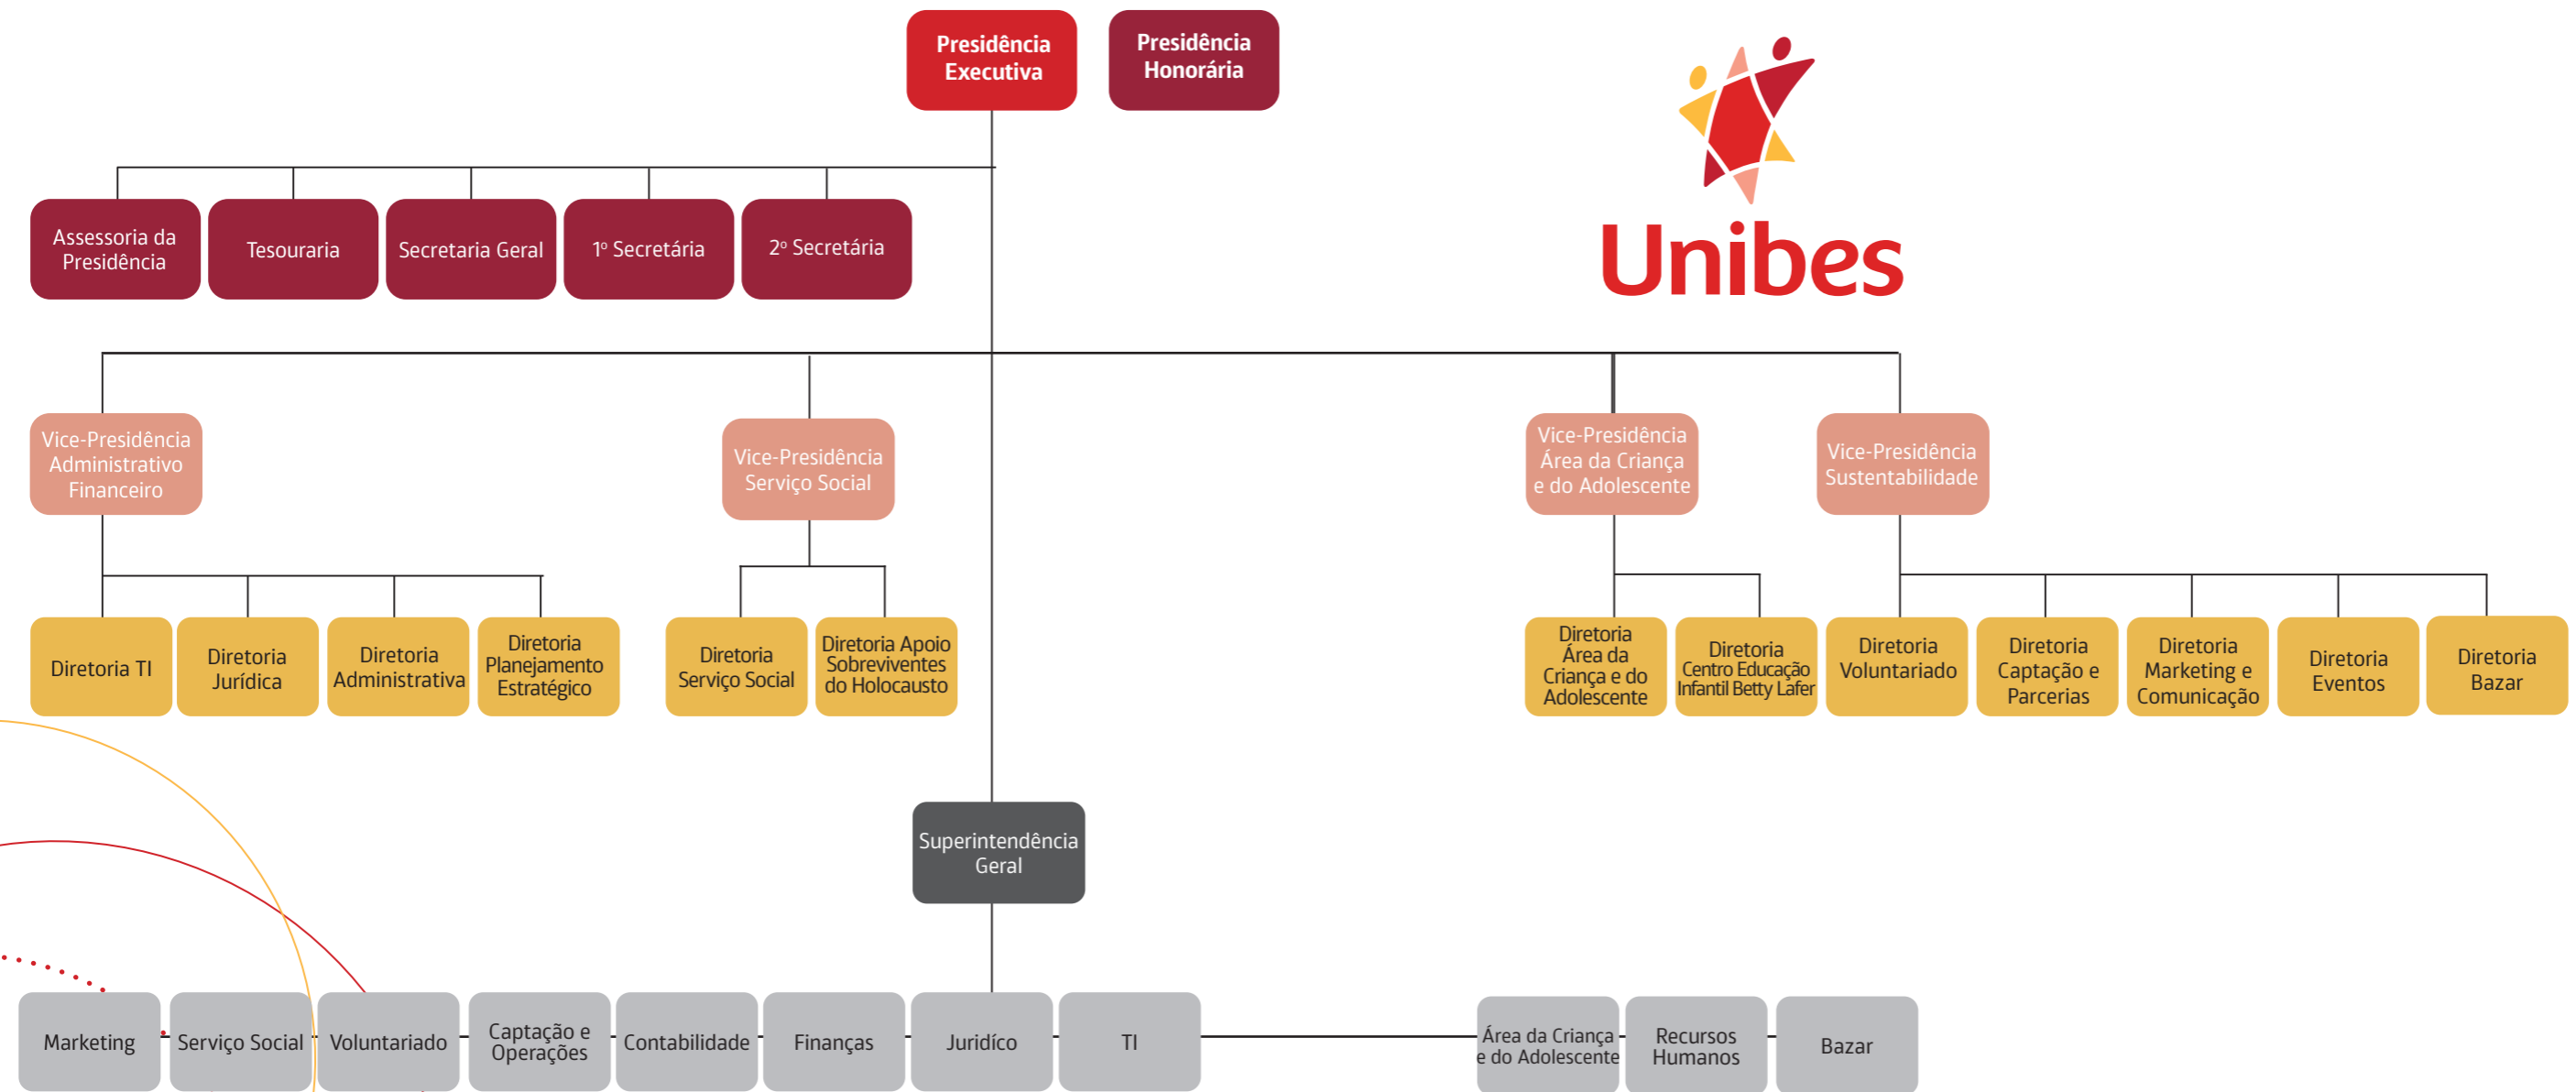 Presidência
Executiva
Presidência
Honorária
Unibes
Assessoria da
Presidência
Tesouraria
Secretaria Geral
1º Secretária
2º Secretária
Vice-Presidência
Administrativo
Financeiro
Vice-Presidência
Serviço Social
Vice-Presidência
Área da Criança
e do Adolescente
Vice-Presidência
Sustentabilidade
Diretoria TI
Diretoria
Jurídica
Diretoria
Administrativa
Diretoria
Planejamento
Estratégico
Diretoria
Serviço Social
Diretoria Apoio
Sobreviventes
do Holocausto
Diretoria
Área da
Criança e do
Adolescente
Diretoria
Centro Educação
Infantil Betty Lafer
Diretoria
Voluntariado
Diretoria
Captação e
Parcerias
Diretoria
Marketing e
Comunicação
Diretoria
Eventos
Diretoria
Bazar
Superintendência
Geral
Marketing
Serviço Social
Voluntariado
Captação e
Operações
Contabilidade
Finanças
Juridíco
TI
Área da Criança
e do Adolescente
Recursos
Humanos
Bazar